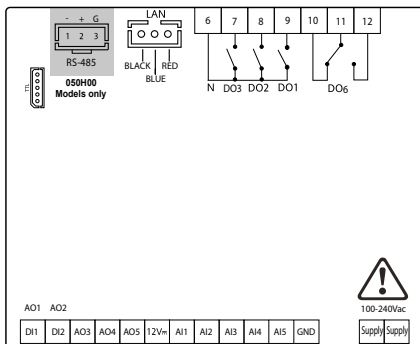 - + G
LAN
6 7 8 9 10 11 12
1 2 3
RS-485
BLACK RED
BLUE
TTL
050H00
Models only
N DO3 DO2 DO1 DO6
100-240Vac
AO1 AO2
DI1 DI2 AO3 AO4 AO5 12V⎓ AI1 AI2 AI3 AI4 AI5 GND Supply Supply